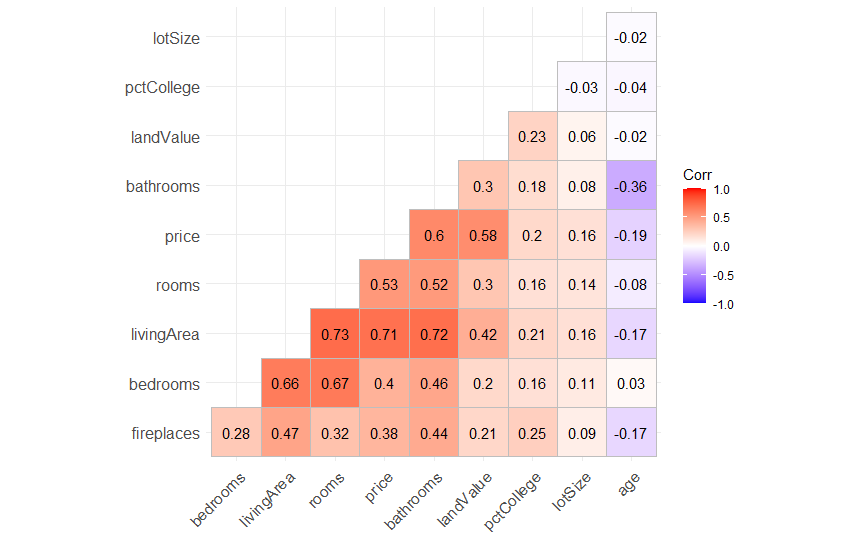 lotSize -0.02
pctCollege -0.03 -0.04
landValue 0.23 0.06 -0.02
bathrooms 0.3 0.18 0.08 -0.36
price 0.6 0.58 0.2 0.16 -0.19
rooms 0.53 0.52 0.3 0.16 0.14 -0.08
livingArea 0.73 0.71 0.72 0.42 0.21 0.16 -0.17
bedrooms 0.66 0.67 0.4 0.46 0.2 0.16 0.11 0.03
fireplaces 0.28 0.47 0.32 0.38 0.44 0.21 0.25 0.09 -0.17
bedrooms livingArea rooms price bathrooms landValue pctCollege lotSize age
Corr
1.0
0.5
0.0
-0.5
-1.0